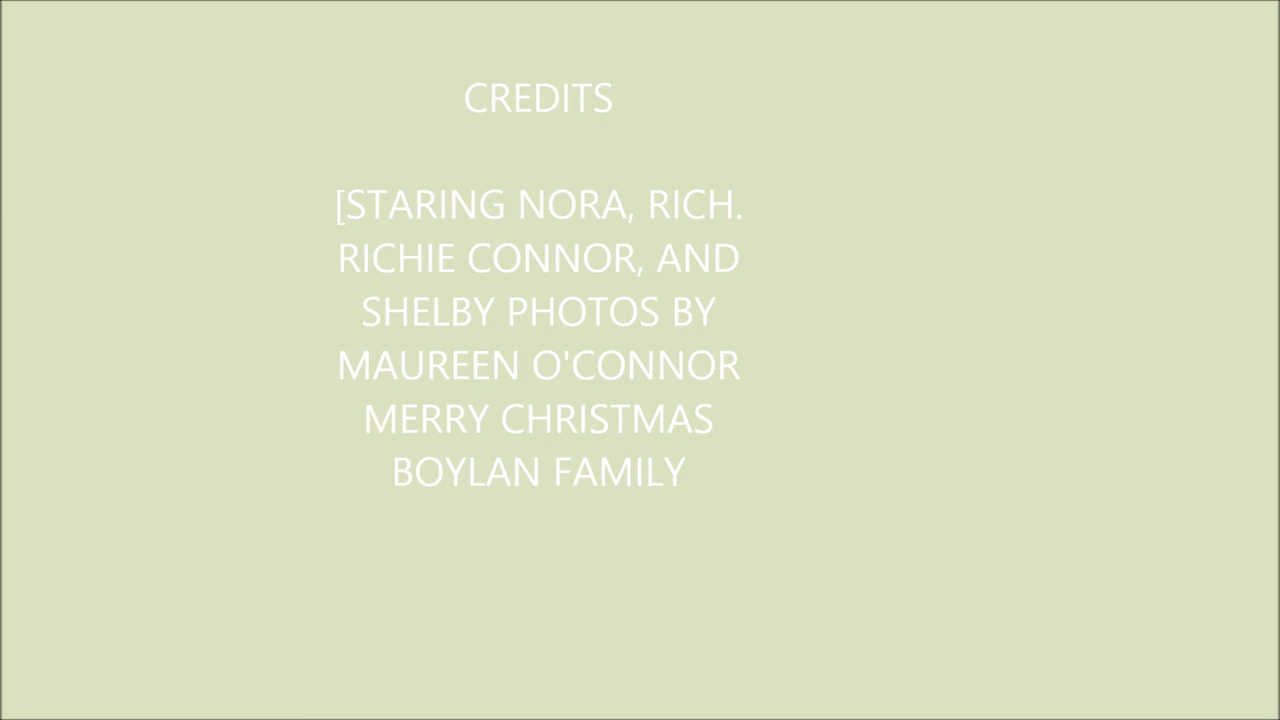 CREDITS
[STARING NORA, RICH.
RICHIE CONNOR, AND
SHELBY PHOTOS BY
MAUREEN O'CONNOR
MERRY CHRISTMAS
BOYLAN FAMILY